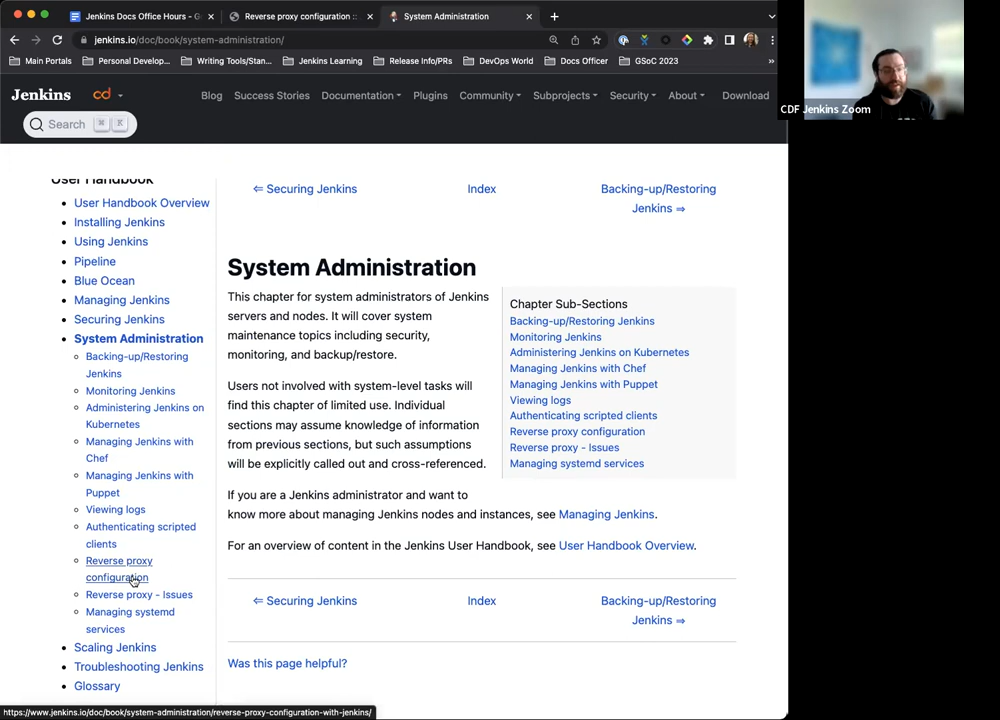 Jenkins Docs Office Hours - G
Reverse proxy configuration ::
System Administration
jenkins.io/doc/book/system-administration/
Main Portals
Personal Develop...
Writing Tools/Stan...
Jenkins Learning
Release Info/PRs
DevOps World
Docs Officer
GSoC 2023
»
Jenkins
cd
Blog
Success Stories
Documentation
Plugins
Community
Subprojects
Security
About
Download
CDF Jenkins Zoom
Search ⌘ K
User Handbook
User Handbook Overview
Installing Jenkins
Using Jenkins
Pipeline
Blue Ocean
Managing Jenkins
Securing Jenkins
System Administration
Backing-up/Restoring
Jenkins
Monitoring Jenkins
Administering Jenkins on
Kubernetes
Managing Jenkins with
Chef
Managing Jenkins with
Puppet
Viewing logs
Authenticating scripted
clients
Reverse proxy
configuration
Reverse proxy - Issues
Managing systemd
services
Scaling Jenkins
Troubleshooting Jenkins
Glossary
⇐ Securing Jenkins
Index
Backing-up/Restoring
Jenkins ⇒
System Administration
This chapter for system administrators of Jenkins
servers and nodes. It will cover system
maintenance topics including security,
monitoring, and backup/restore.
Users not involved with system-level tasks will
find this chapter of limited use. Individual
sections may assume knowledge of information
from previous sections, but such assumptions
will be explicitly called out and cross-referenced.
Chapter Sub-Sections
Backing-up/Restoring Jenkins
Monitoring Jenkins
Administering Jenkins on Kubernetes
Managing Jenkins with Chef
Managing Jenkins with Puppet
Viewing logs
Authenticating scripted clients
Reverse proxy configuration
Reverse proxy - Issues
Managing systemd services
If you are a Jenkins administrator and want to
know more about managing Jenkins nodes and instances, see Managing Jenkins.
For an overview of content in the Jenkins User Handbook, see User Handbook Overview.
⇐ Securing Jenkins
Index
Backing-up/Restoring
Jenkins ⇒
Was this page helpful?
https://www.jenkins.io/doc/book/system-administration/reverse-proxy-configuration-with-jenkins/